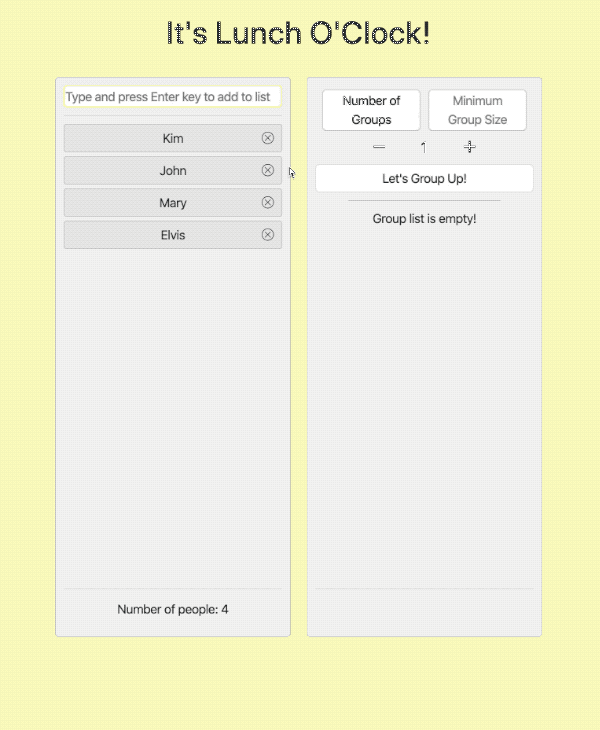 It's Lunch O'Clock!
Type and press Enter key to add to list
Kim
John
Mary
Elvis
Number of people: 4
Number of
Groups
Minimum
Group Size
1
Let's Group Up!
Group list is empty!